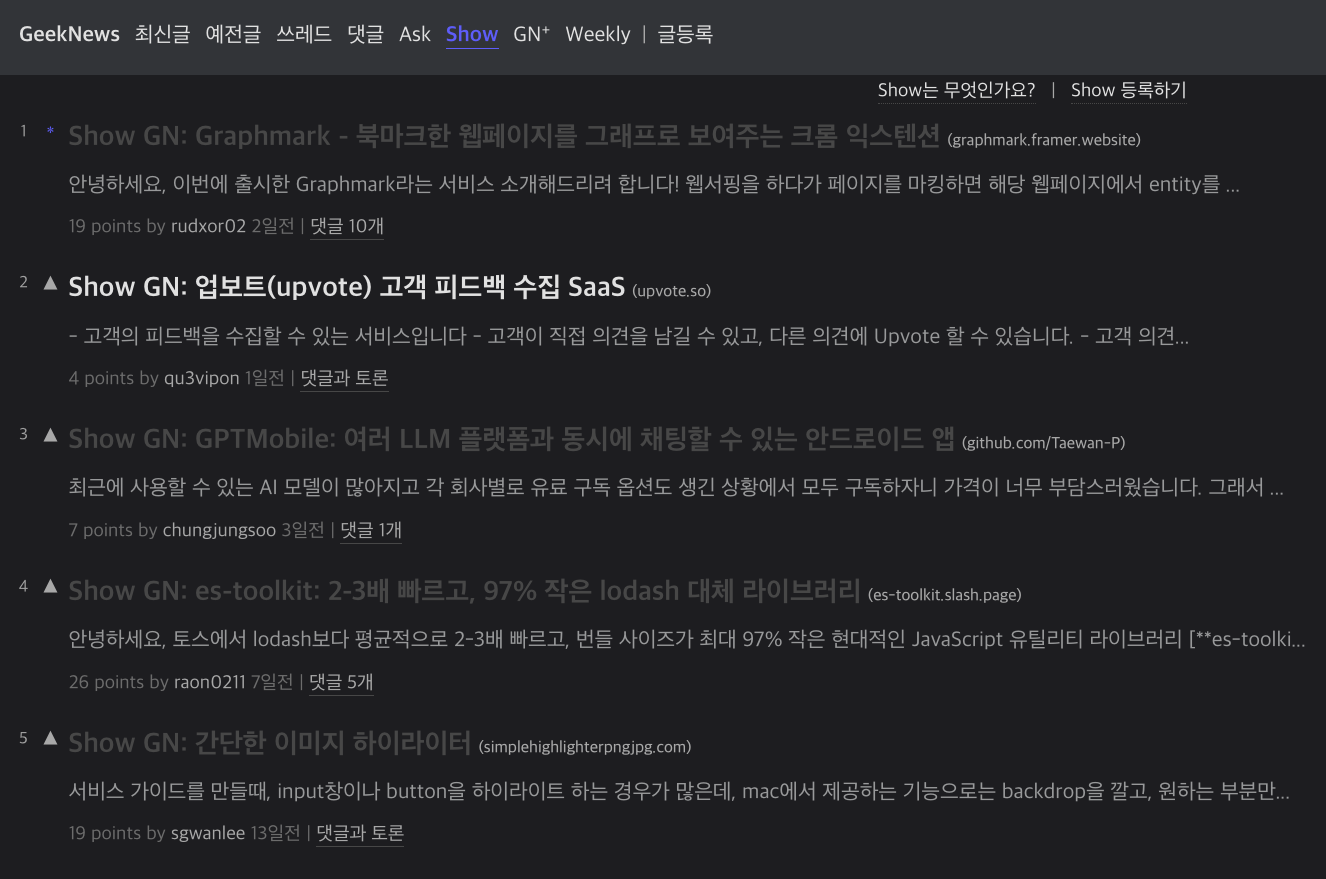 GeekNews 최신글 예전글 쓰레드 댓글 Ask Show GN⁺ Weekly | 글등록
Show는 무엇인가요? | Show 등록하기
1 * Show GN: Graphmark - 북마크한 웹페이지를 그래프로 보여주는 크롬 익스텐션 (graphmark.framer.website)
안녕하세요, 이번에 출시한 Graphmark라는 서비스 소개해드리려 합니다! 웹서핑을 하다가 페이지를 마킹하면 해당 웹페이지에서 entity를 ...
19 points by rudxor02 2일전 | 댓글 10개
2 ▲ Show GN: 업보트(upvote) 고객 피드백 수집 SaaS (upvote.so)
- 고객의 피드백을 수집할 수 있는 서비스입니다 - 고객이 직접 의견을 남길 수 있고, 다른 의견에 Upvote 할 수 있습니다. - 고객 의견...
4 points by qu3vipon 1일전 | 댓글과 토론
3 ▲ Show GN: GPTMobile: 여러 LLM 플랫폼과 동시에 채팅할 수 있는 안드로이드 앱 (github.com/Taewan-P)
최근에 사용할 수 있는 AI 모델이 많아지고 각 회사별로 유료 구독 옵션도 생긴 상황에서 모두 구독하자니 가격이 너무 부담스러웠습니다. 그래서 ...
7 points by chungjungsoo 3일전 | 댓글 1개
4 ▲ Show GN: es-toolkit: 2-3배 빠르고, 97% 작은 lodash 대체 라이브러리 (es-toolkit.slash.page)
안녕하세요, 토스에서 lodash보다 평균적으로 2-3배 빠르고, 번들 사이즈가 최대 97% 작은 현대적인 JavaScript 유틸리티 라이브러리 [**es-toolki...
26 points by raon0211 7일전 | 댓글 5개
5 ▲ Show GN: 간단한 이미지 하이라이터 (simplehighlighterpngjpg.com)
서비스 가이드를 만들때, input창이나 button을 하이라이트 하는 경우가 많은데, mac에서 제공하는 기능으로는 backdrop을 깔고, 원하는 부분만...
19 points by sgwanlee 13일전 | 댓글과 토론